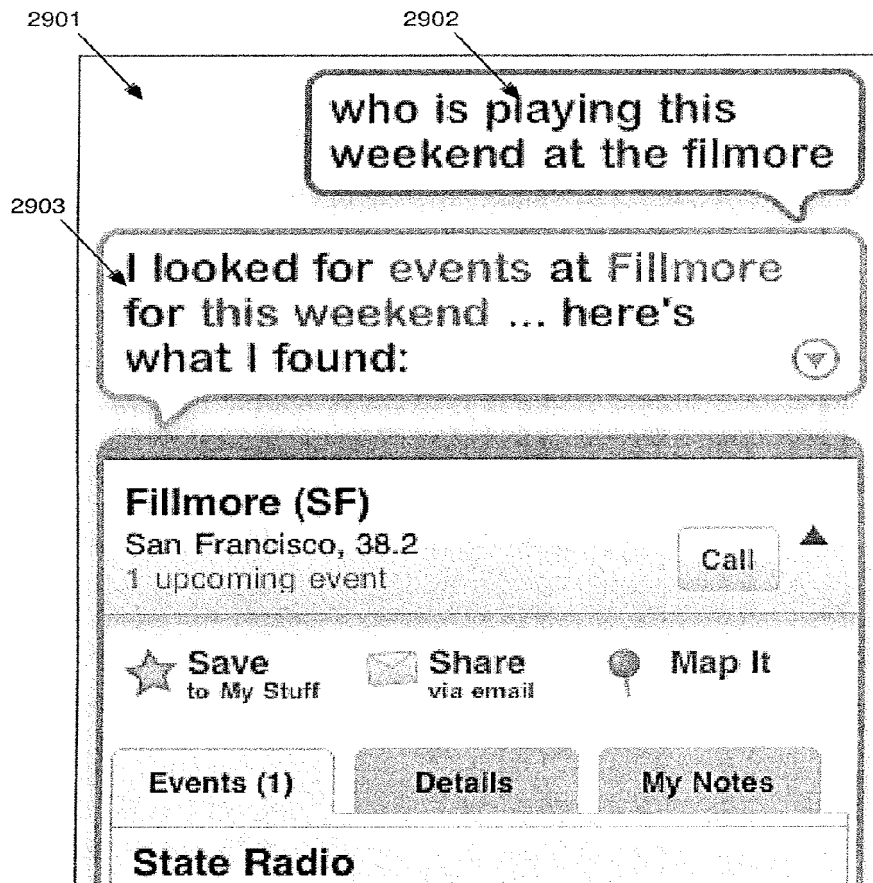 2901
2902
who is playing this
weekend at the filmore
2903
I looked for events at Fillmore
for this weekend ... here's
what I found:
Fillmore (SF)
San Francisco, 38.2
1 upcoming event
Call
Save
to My Stuff
Share
via email
Map It
Events (1)
Details
My Notes
State Radio